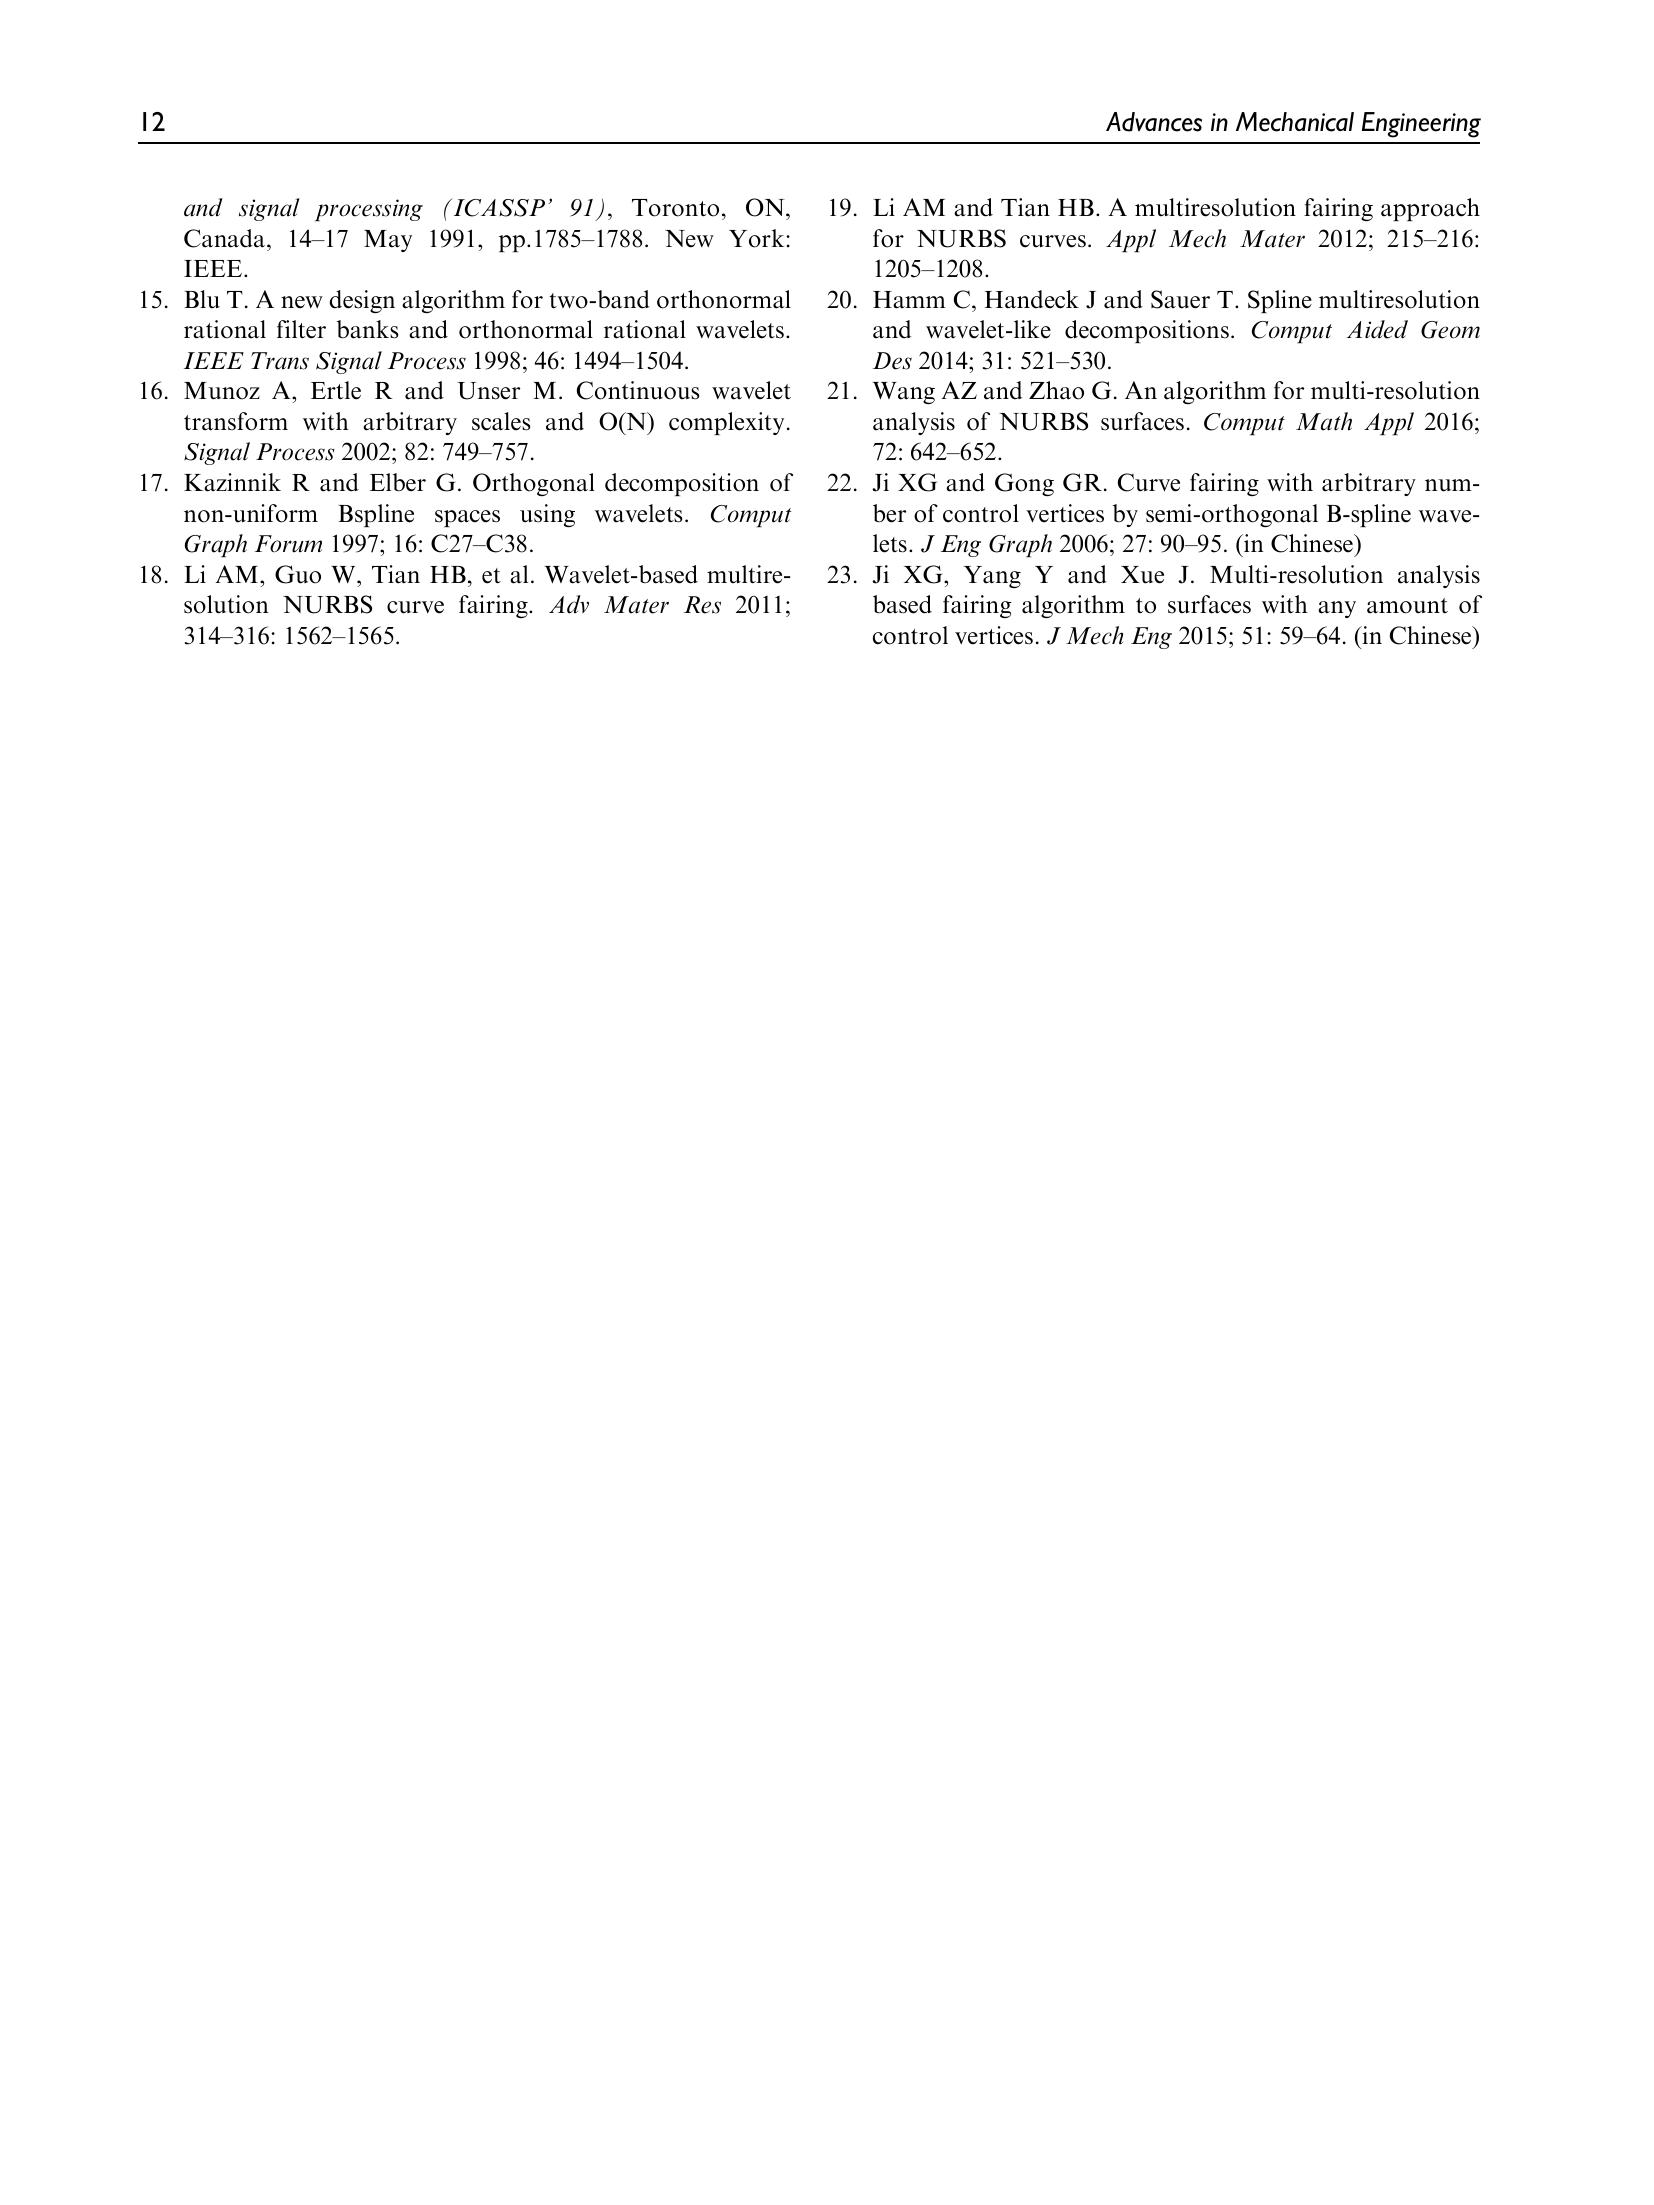 12
Advances in Mechanical Engineering
and signal processing (ICASSP’ 91), Toronto, ON,
Canada, 14–17 May 1991, pp.1785–1788. New York:
IEEE.
15. Blu T. A new design algorithm for two-band orthonormal
rational filter banks and orthonormal rational wavelets.
IEEE Trans Signal Process 1998; 46: 1494–1504.
16. Munoz A, Ertle R and Unser M. Continuous wavelet
transform with arbitrary scales and O(N) complexity.
Signal Process 2002; 82: 749–757.
17. Kazinnik R and Elber G. Orthogonal decomposition of
non-uniform Bspline spaces using wavelets. Comput
Graph Forum 1997; 16: C27–C38.
18. Li AM, Guo W, Tian HB, et al. Wavelet-based multire-
solution NURBS curve fairing. Adv Mater Res 2011;
314–316: 1562–1565.
19. Li AM and Tian HB. A multiresolution fairing approach
for NURBS curves. Appl Mech Mater 2012; 215–216:
1205–1208.
20. Hamm C, Handeck J and Sauer T. Spline multiresolution
and wavelet-like decompositions. Comput Aided Geom
Des 2014; 31: 521–530.
21. Wang AZ and Zhao G. An algorithm for multi-resolution
analysis of NURBS surfaces. Comput Math Appl 2016;
72: 642–652.
22. Ji XG and Gong GR. Curve fairing with arbitrary num-
ber of control vertices by semi-orthogonal B-spline wave-
lets. J Eng Graph 2006; 27: 90–95. (in Chinese)
23. Ji XG, Yang Y and Xue J. Multi-resolution analysis
based fairing algorithm to surfaces with any amount of
control vertices. J Mech Eng 2015; 51: 59–64. (in Chinese)